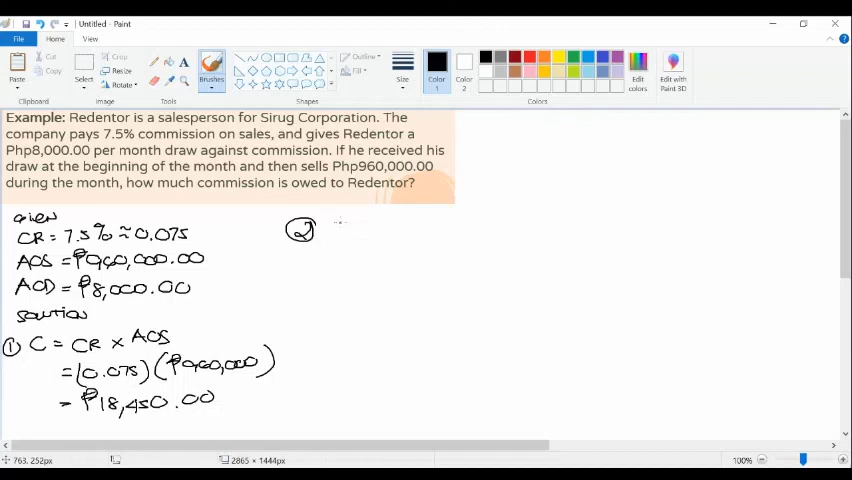 Untitled - Paint
File Home View
Paste
Cut
Copy
Clipboard
Select
Crop
Resize
Rotate
Image
A
Tools
Brushes
Shapes
Outline
Fill
Size
Color 1
Color 2
Colors
Edit colors
Edit with Paint 3D
Example: Redentor is a salesperson for Sirug Corporation. The
company pays 7.5% commission on sales, and gives Redentor a
Php8,000.00 per month draw against commission. If he received his
draw at the beginning of the month and then sells Php960,000.00
during the month, how much commission is owed to Redentor?
given
CR = 7.5% ≈ 0.075
AOS = ₱960,000.00
AOD = ₱8,000.00
solution
① C = CR × AOS
= (0.075)(₱960,000)
= ₱18,450.00
②
763, 252px
2865 × 1444px
100%